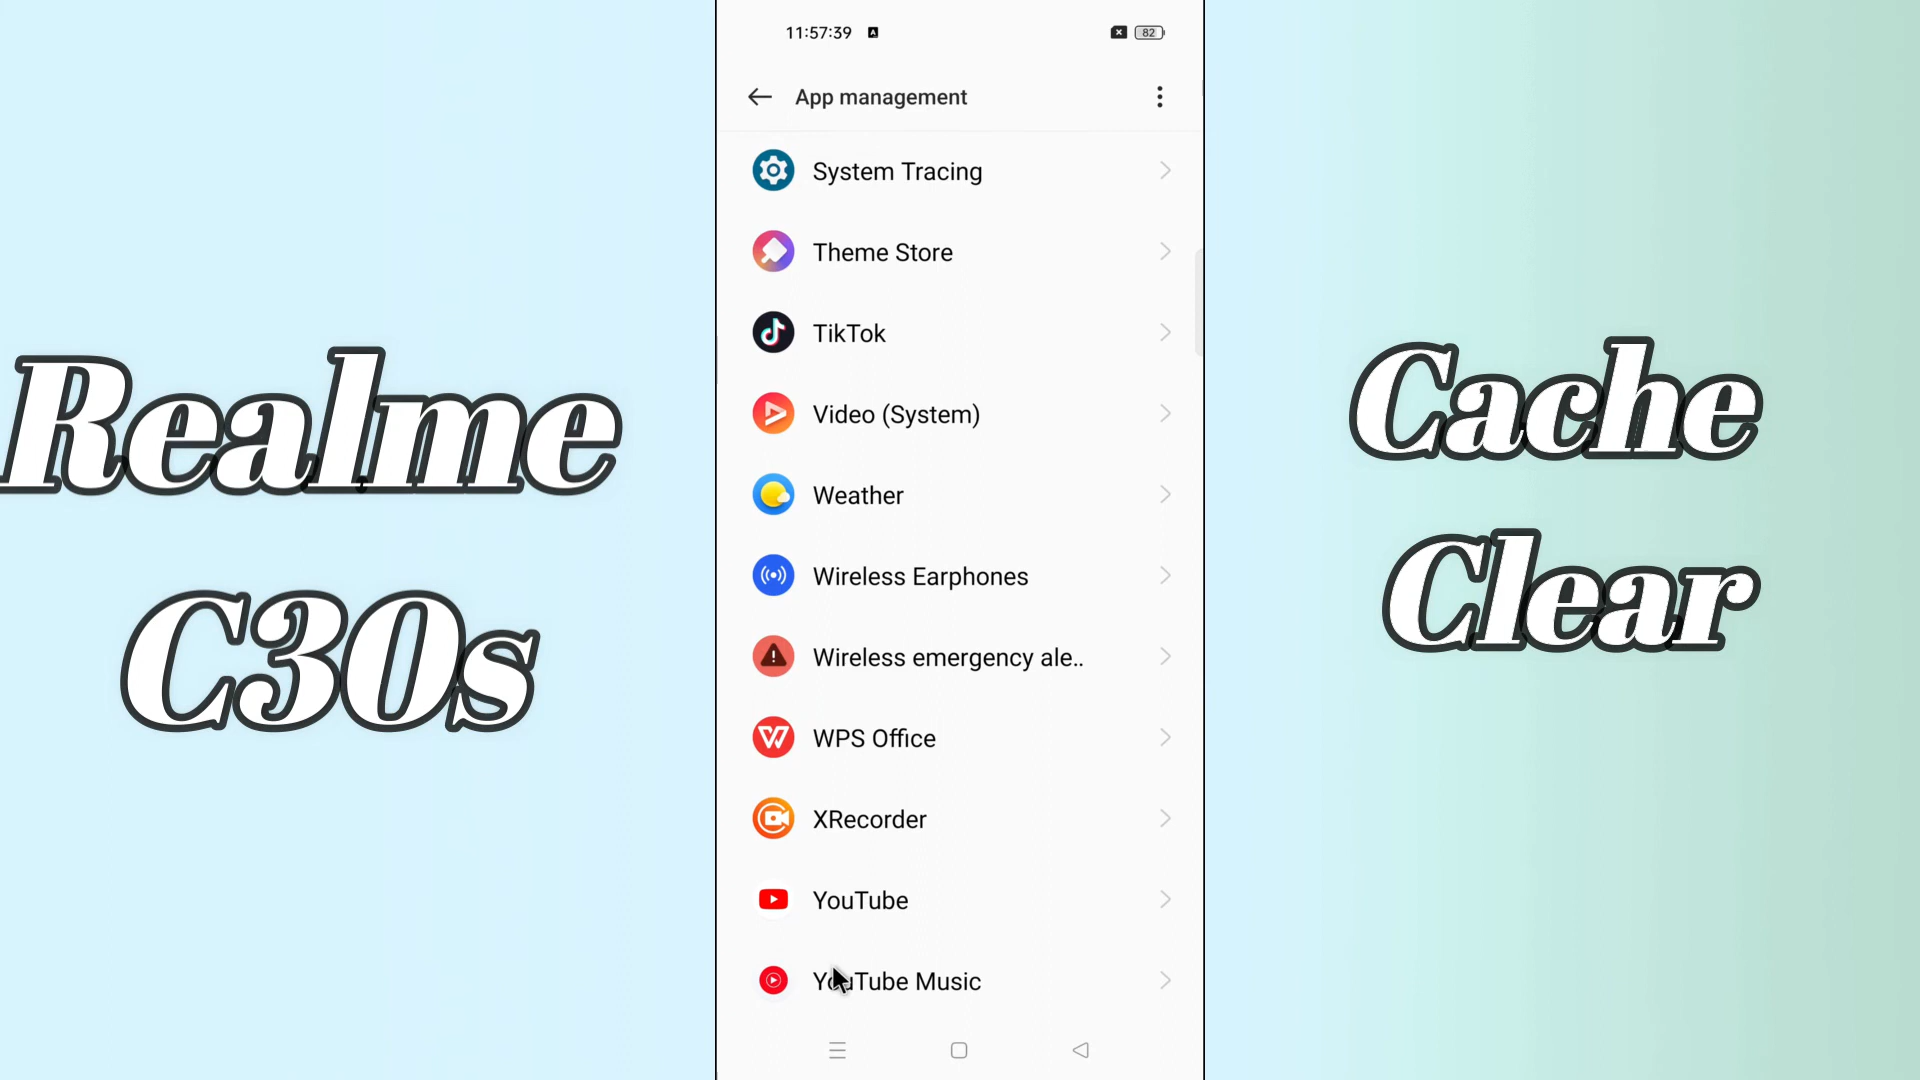 11:57:39
82
App management
System Tracing
Theme Store
TikTok
Video (System)
Weather
Wireless Earphones
Wireless emergency ale..
WPS Office
XRecorder
YouTube
YouTube Music
Realme
C30s
Cache
Clear